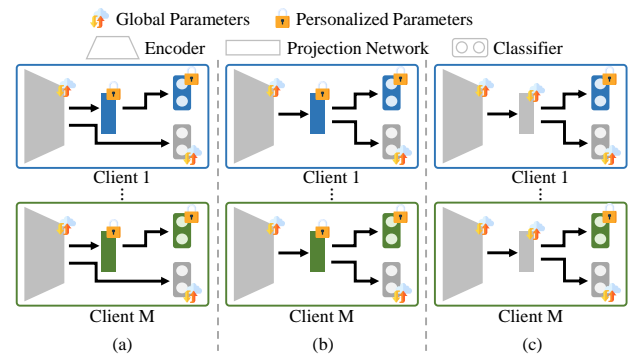 Global Parameters Personalized Parameters
Encoder Projection Network Classifier
Client 1 Client 1 Client 1
Client M Client M Client M
(a) (b) (c)